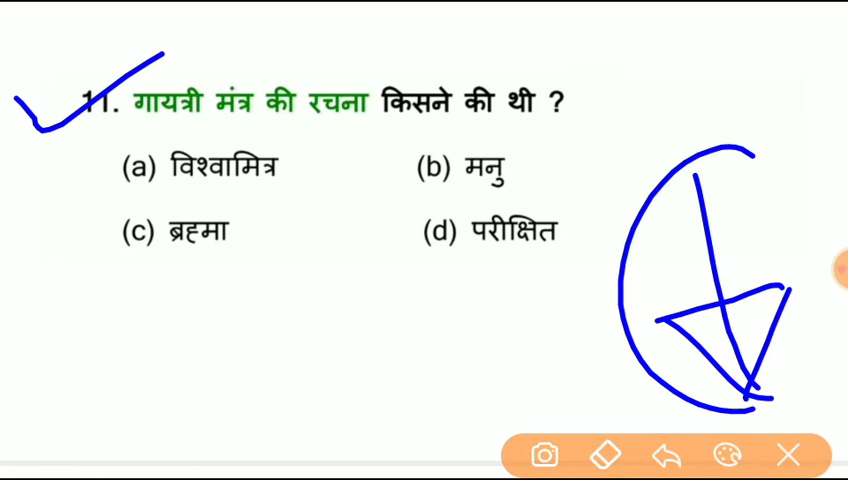 11. गायत्री मंत्र की रचना किसने की थी ?
(a) विश्वामित्र (b) मनु
(c) ब्रह्मा (d) परीक्षित